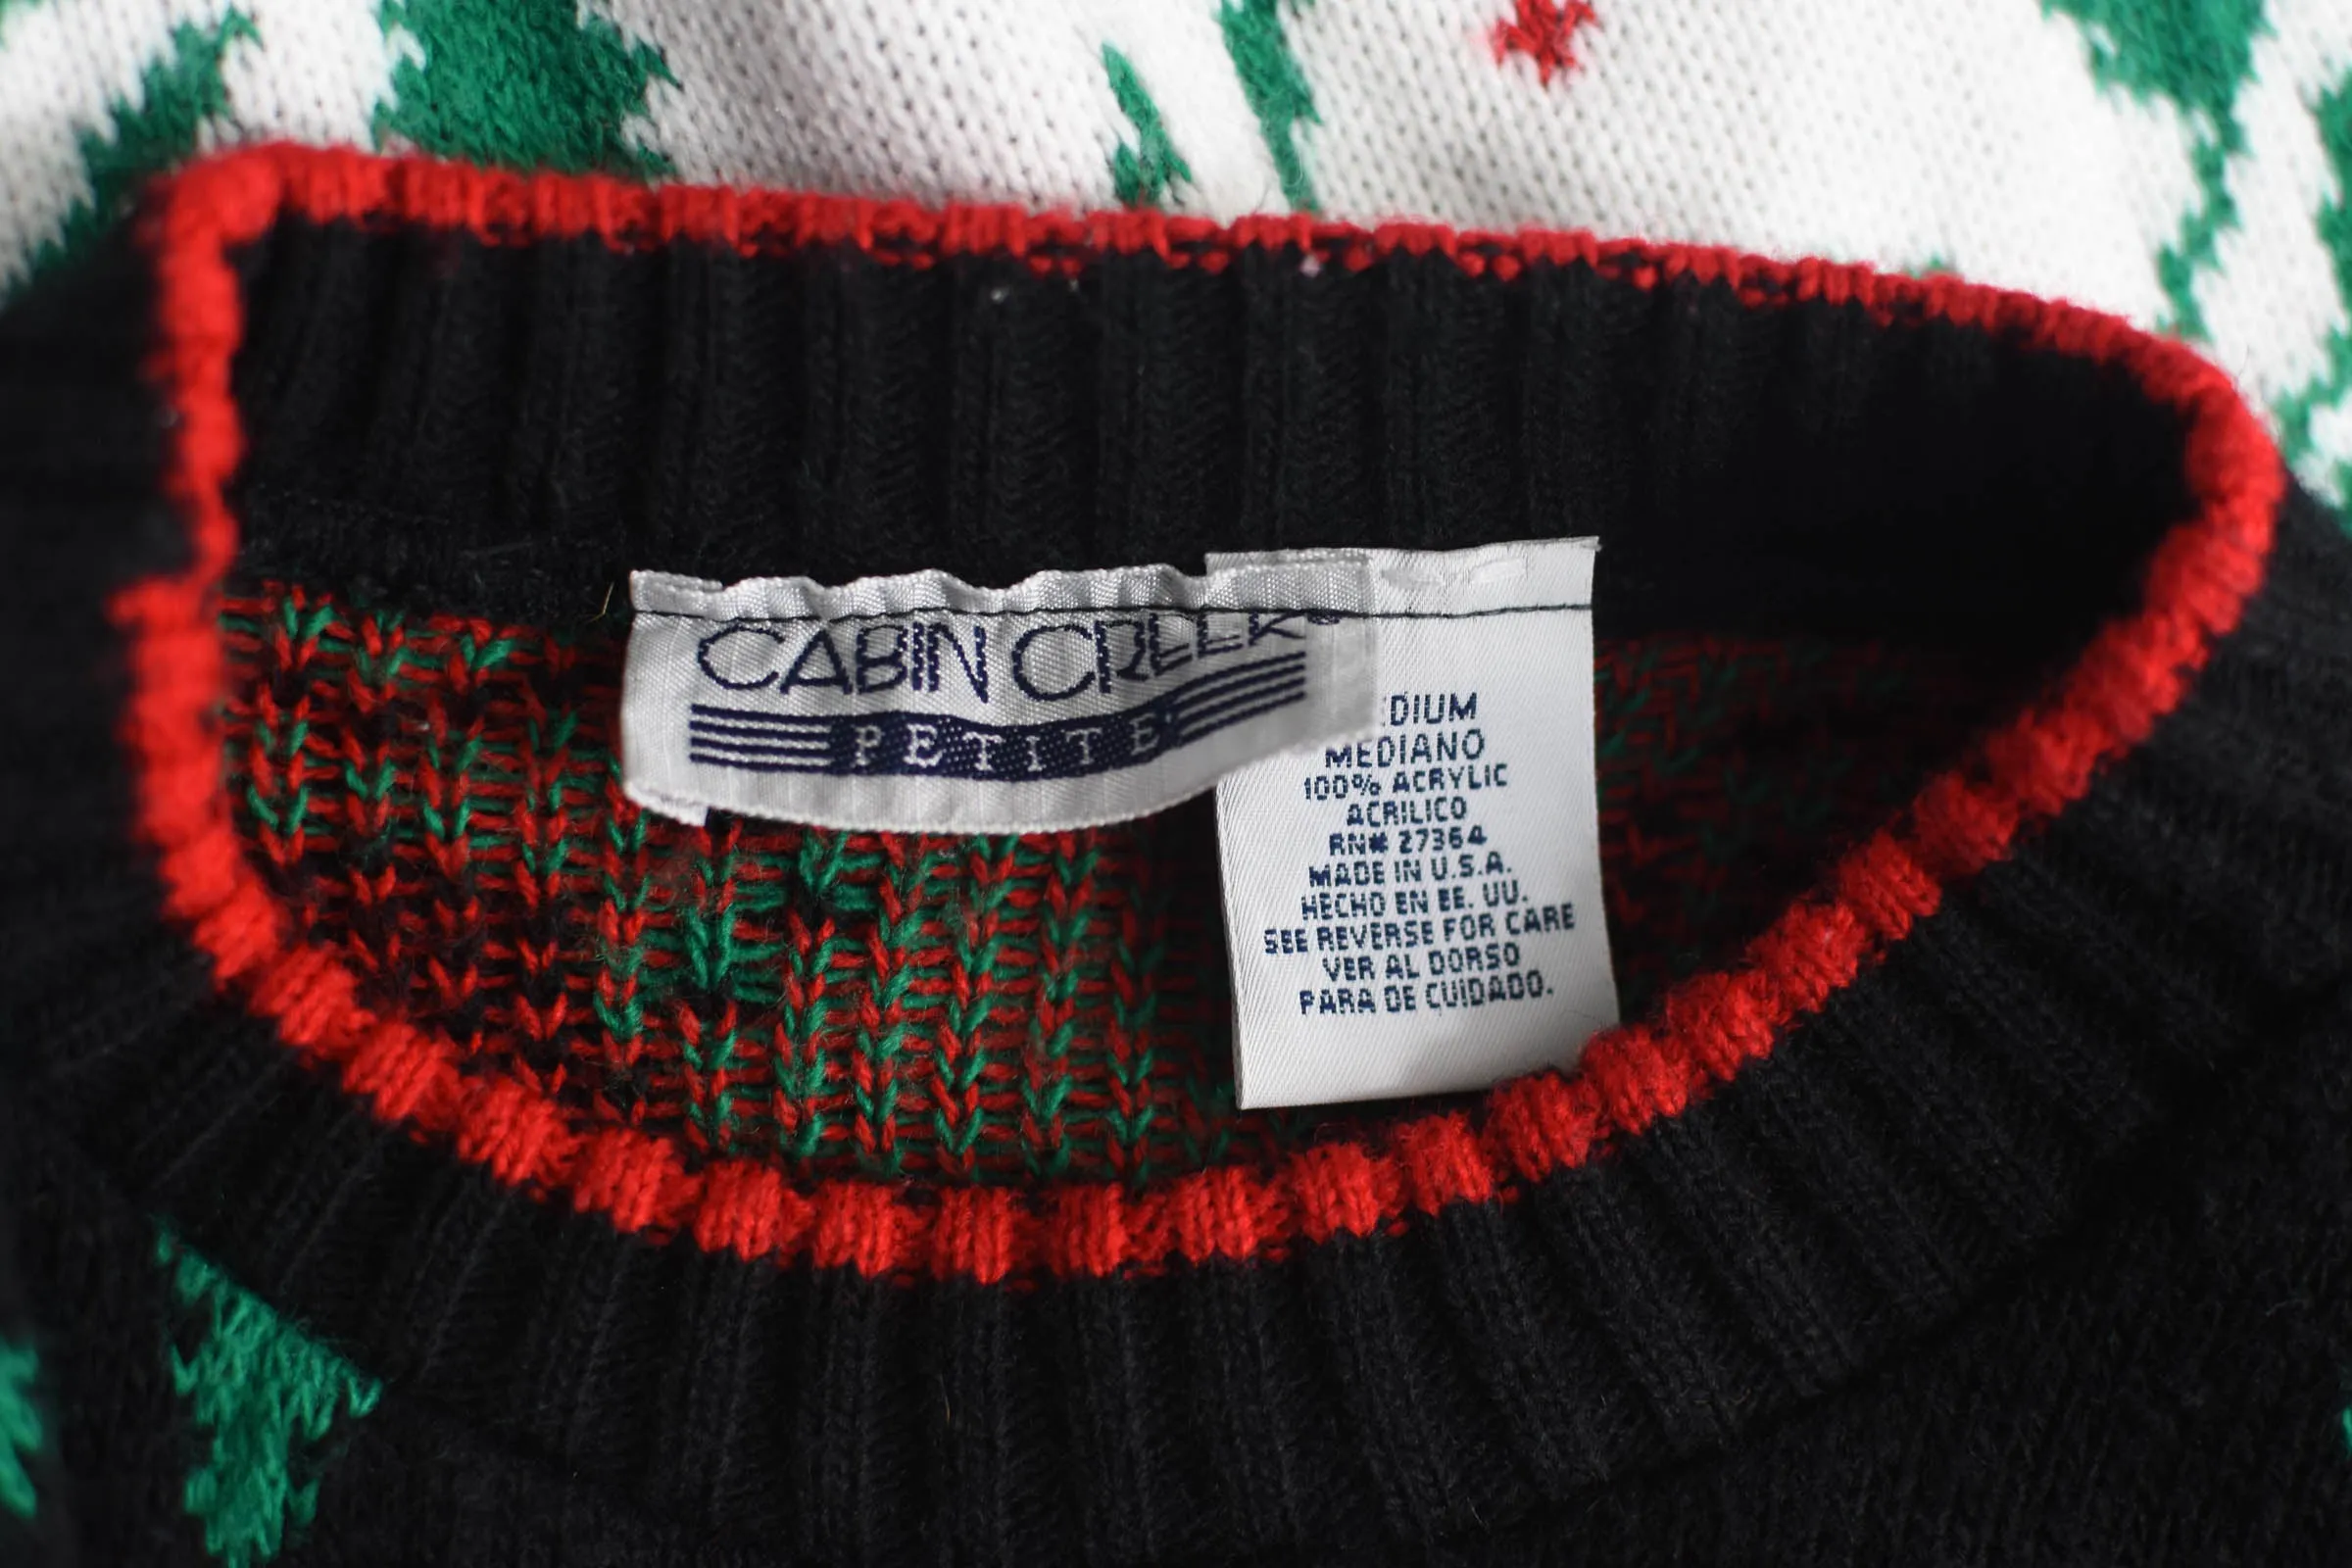 CABIN CREEK
PETITE
DIUM
MEDIANO
100% ACRYLIC
ACRILICO
RN# 27364
MADE IN U.S.A.
HECHO EN EE. UU.
SEE REVERSE FOR CARE
VER AL DORSO
PARA DE CUIDADO.